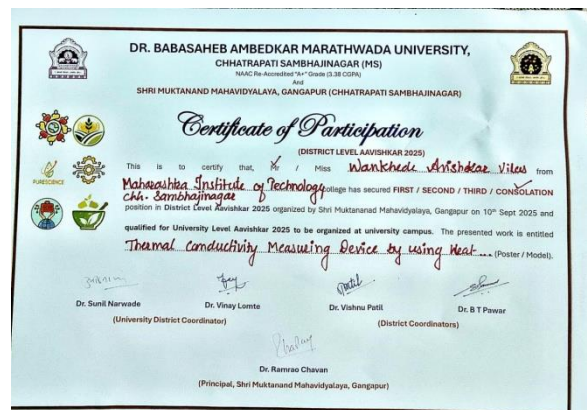 DR. BABASAHEB AMBEDKAR MARATHWADA UNIVERSITY,
CHHATRAPATI SAMBHAJINAGAR (MS)
NAAC Re-Accredited "A+" Grade (3.38 CGPA)
And
SHRI MUKTANAND MAHAVIDYALAYA, GANGAPUR (CHHATRAPATI SAMBHAJINAGAR)
Certificate of Participation
(DISTRICT LEVEL AAVISHKAR 2025)
This is to certify that, Mr / Miss Wankhede Avishkar Vilas from
Maharashtra Institute of Technology college has secured FIRST / SECOND / THIRD / CONSOLATION
chh. Sambhajinagar
position in District Level Aavishkar 2025 organized by Shri Muktanand Mahavidyalaya, Gangapur on 10th Sept 2025 and
qualified for University Level Aavishkar 2025 to be organized at university campus. The presented work is entitled
Thermal Conductivity Measuring Device by using Heat... (Poster / Model).
PURESCIENCE
Dr. Sunil Narwade
Dr. Vinay Lomte
Dr. Vishnu Patil
Dr. B T Pawar
(University District Coordinator)
(District Coordinators)
Dr. Ramrao Chavan
(Principal, Shri Muktanand Mahavidyalaya, Gangapur)